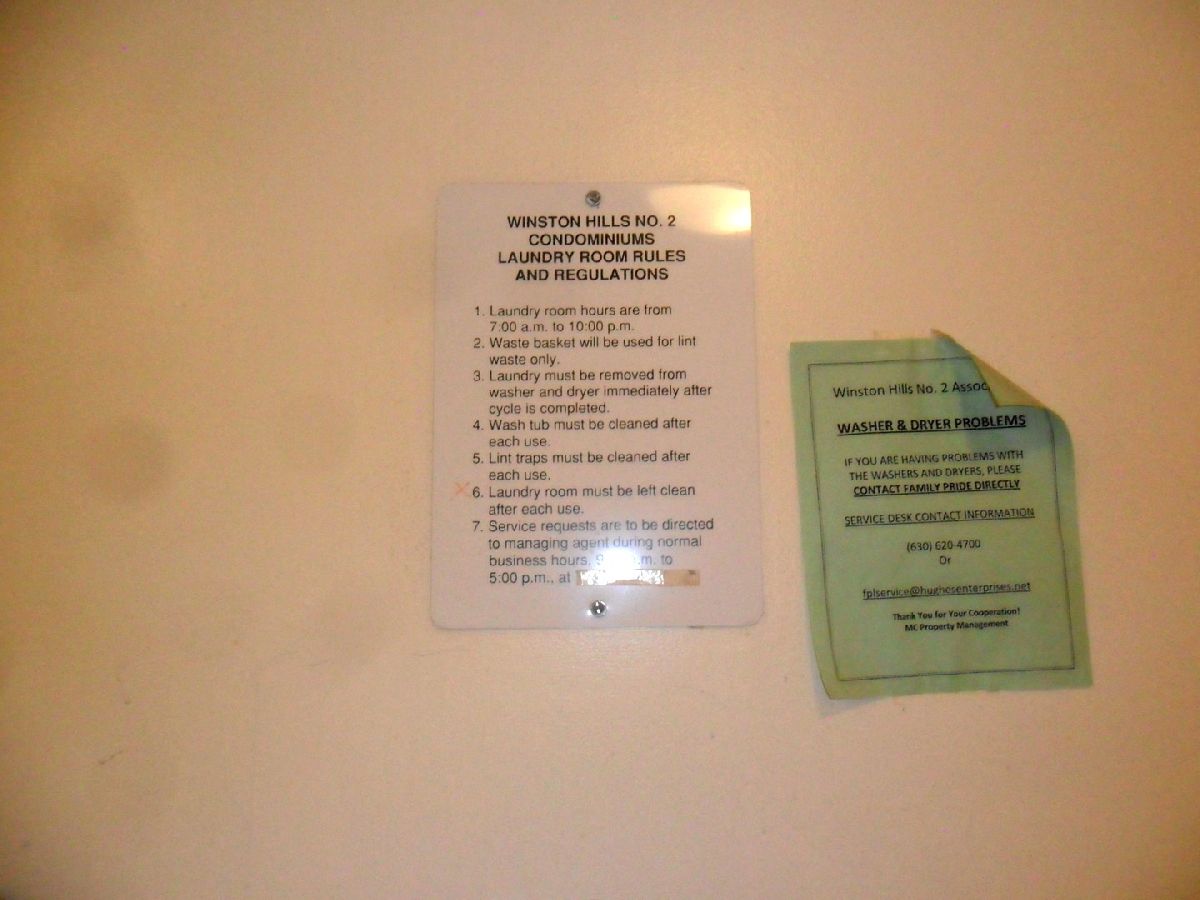 WINSTON HILLS NO. 2
CONDOMINIUMS
LAUNDRY ROOM RULES
AND REGULATIONS
1. Laundry room hours are from
7:00 a.m. to 10:00 p.m.
2. Waste basket will be used for lint
waste only.
3. Laundry must be removed from
washer and dryer immediately after
cycle is completed.
4. Wash tub must be cleaned after
each use.
5. Lint traps must be cleaned after
each use.
6. Laundry room must be left clean
after each use.
7. Service requests are to be directed
to managing agent during normal
business hours, to
5:00 p.m., at
Winston Hills No. 2 Assoc
WASHER & DRYER PROBLEMS
IF YOU ARE HAVING PROBLEMS WITH
THE WASHERS AND DRYERS, PLEASE
CONTACT FAMILY PRIDE DIRECTLY
SERVICE DESK CONTACT INFORMATION
(630) 620-4700
Or
fplservice@hughesenterprises.net
Thank You for Your Cooperation!
MC Property Management